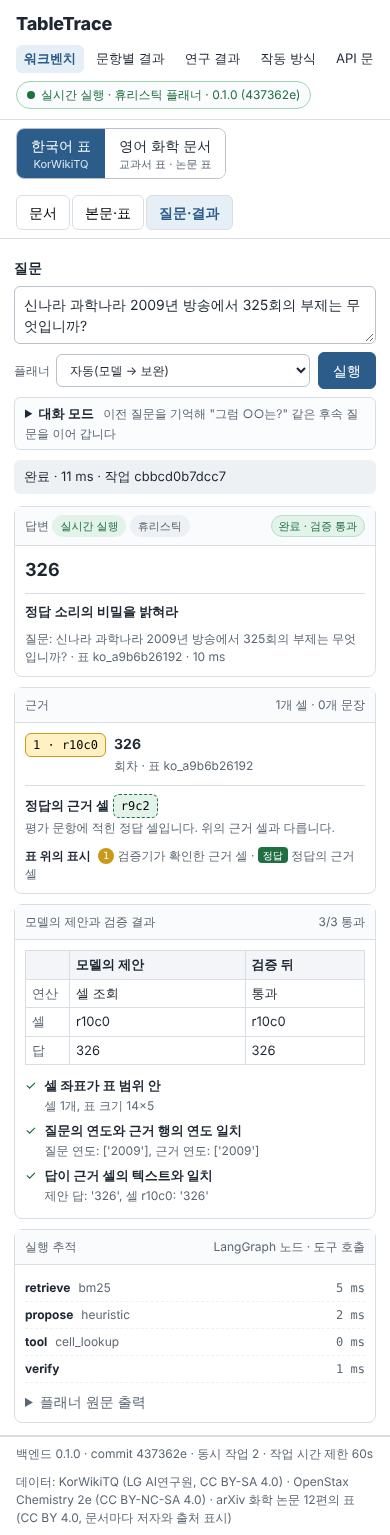 TableTrace
워크벤치 문항별 결과 연구 결과 작동 방식 API 문
실시간 실행 · 휴리스틱 플래너 · 0.1.0 (437362e)
한국어 표 영어 화학 문서
KorWikiTQ 교과서 표 · 논문 표
문서 본문·표 질문·결과
질문
신나라 과학나라 2009년 방송에서 325회의 부제는 무
엇입니까?
플래너 자동(모델 → 보완) 실행
▶ 대화 모드 이전 질문을 기억해 "그럼 ○○는?" 같은 후속 질
문을 이어 갑니다
완료 · 11 ms · 작업 cbbcd0b7dcc7
답변 실시간 실행 휴리스틱 완료 · 검증 통과
326
정답 소리의 비밀을 밝혀라
질문: 신나라 과학나라 2009년 방송에서 325회의 부제는 무엇
입니까? · 표 ko_a9b6b26192 · 10 ms
근거 1개 셀 · 0개 문장
1 · r10c0 326
회차 · 표 ko_a9b6b26192
정답의 근거 셀 r9c2
평가 문항에 적힌 정답 셀입니다. 위의 근거 셀과 다릅니다.
표 위의 표시 1 검증기가 확인한 근거 셀 · 정답 정답의 근거
셀
모델의 제안과 검증 결과 3/3 통과
모델의 제안 검증 뒤
연산 셀 조회 통과
셀 r10c0 r10c0
답 326 326
✓ 셀 좌표가 표 범위 안
셀 1개, 표 크기 14×5
✓ 질문의 연도와 근거 행의 연도 일치
질문 연도: ['2009'], 근거 연도: ['2009']
✓ 답이 근거 셀의 텍스트와 일치
제안 답: '326', 셀 r10c0: '326'
실행 추적 LangGraph 노드 · 도구 호출
retrieve bm25 5 ms
propose heuristic 2 ms
tool cell_lookup 0 ms
verify 1 ms
▶ 플래너 원문 출력
백엔드 0.1.0 · commit 437362e · 동시 작업 2 · 작업 시간 제한 60s
데이터: KorWikiTQ (LG AI연구원, CC BY-SA 4.0) · OpenStax
Chemistry 2e (CC BY-NC-SA 4.0) · arXiv 화학 논문 12편의 표
(CC BY 4.0, 문서마다 저자와 출처 표시)